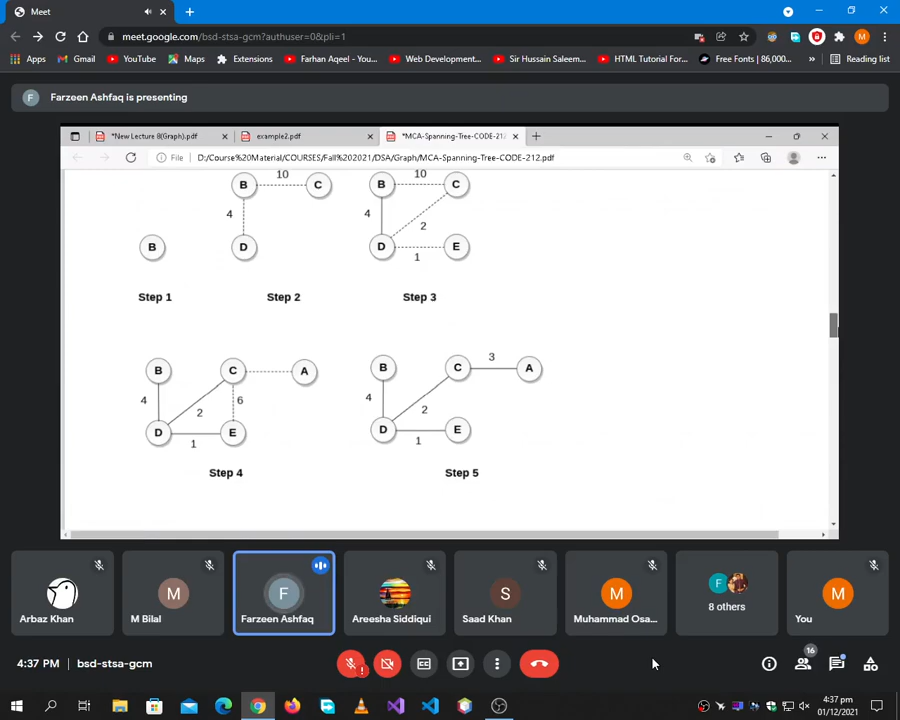 Meet
meet.google.com/bsd-stsa-gcm?authuser=0&pli=1
M
Apps Gmail YouTube Maps Extensions Farhan Aqeel - You... Web Development... Sir Hussain Saleem... HTML Tutorial For... Free Fonts | 86,000... » Reading list
F Farzeen Ashfaq is presenting
*New Lecture 8(Graph).pdf example2.pdf *MCA-Spanning-Tree-CODE-212
File D:/Course%20Material/COURSES/Fall%202021/DSA/Graph/MCA-Spanning-Tree-CODE-212.pdf
10 10
B C B C
4 4
2
B D D E
1
Step 1 Step 2 Step 3
3
B C A B C A
4 6 4
2 2
D E D E
1 1
Step 4 Step 5
M F S M F M
Arbaz Khan M Bilal Farzeen Ashfaq Areesha Siddiqui Saad Khan Muhammad Osa... 8 others You
4:37 PM | bsd-stsa-gcm
CC
16
4:37 pm
01/12/2021